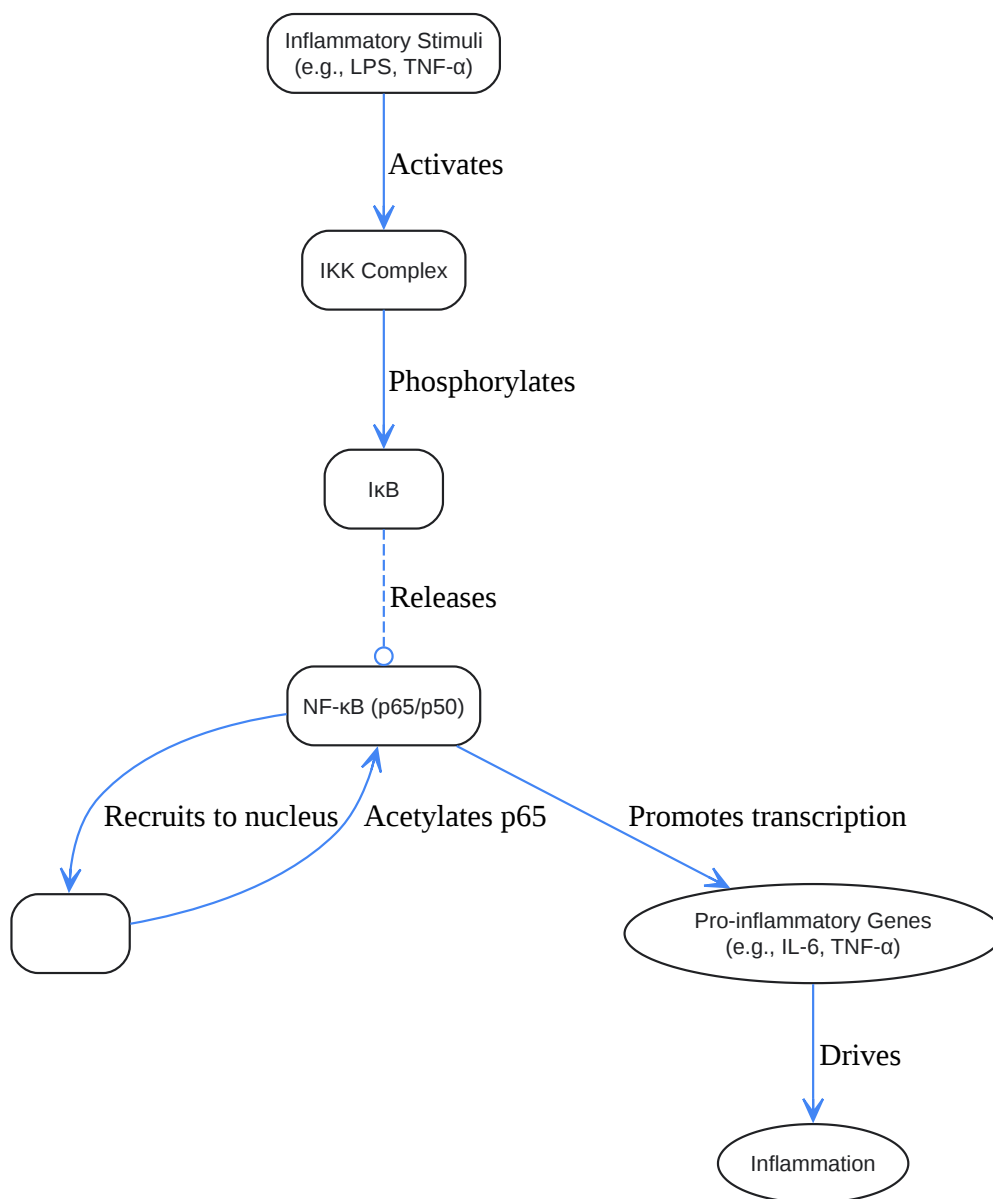 Inflammatory Stimuli
(e.g., LPS, TNF-α)
Activates
IKK Complex
Phosphorylates
IκB
Releases
NF-κB (p65/p50)
Recruits to nucleus
Acetylates p65
Promotes transcription
Pro-inflammatory Genes
(e.g., IL-6, TNF-α)
Drives
Inflammation